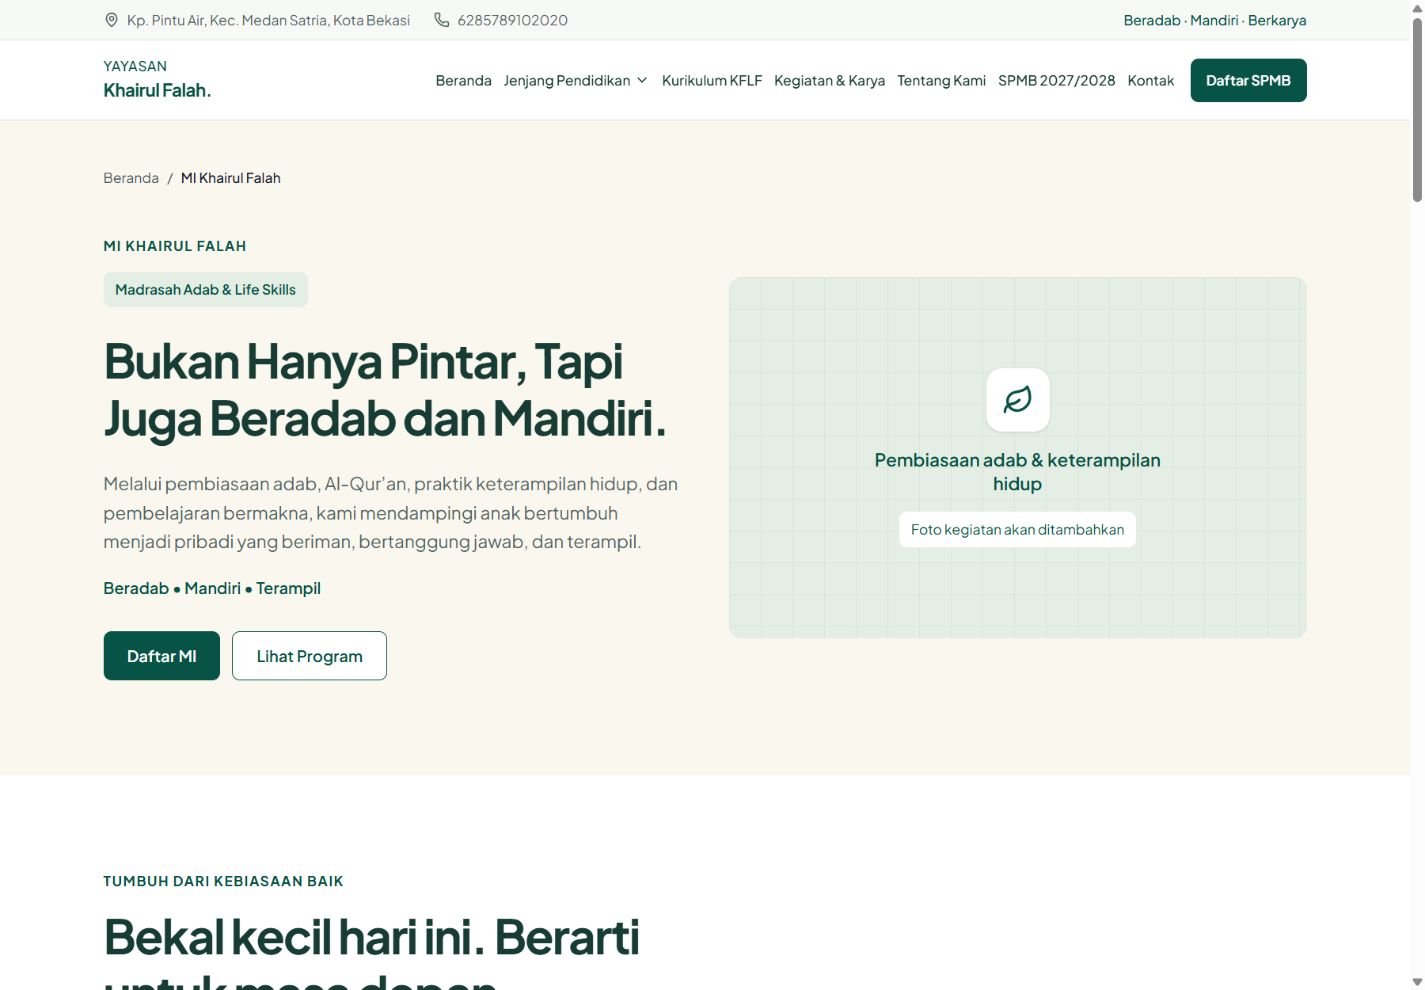 Kp. Pintu Air, Kec. Medan Satria, Kota Bekasi
6285789102020
Beradab · Mandiri · Berkarya
YAYASAN
Khairul Falah.
Beranda
Jenjang Pendidikan
Kurikulum KFLF
Kegiatan & Karya
Tentang Kami
SPMB 2027/2028
Kontak
Daftar SPMB
Beranda / MI Khairul Falah
MI KHAIRUL FALAH
Madrasah Adab & Life Skills
Bukan Hanya Pintar, Tapi
Juga Beradab dan Mandiri.
Melalui pembiasaan adab, Al-Qur’an, praktik keterampilan hidup, dan
pembelajaran bermakna, kami mendampingi anak bertumbuh
menjadi pribadi yang beriman, bertanggung jawab, dan terampil.
Beradab • Mandiri • Terampil
Daftar MI
Lihat Program
Pembiasaan adab & keterampilan
hidup
Foto kegiatan akan ditambahkan
TUMBUH DARI KEBIASAAN BAIK
Bekal kecil hari ini. Berarti
untuk masa depan.